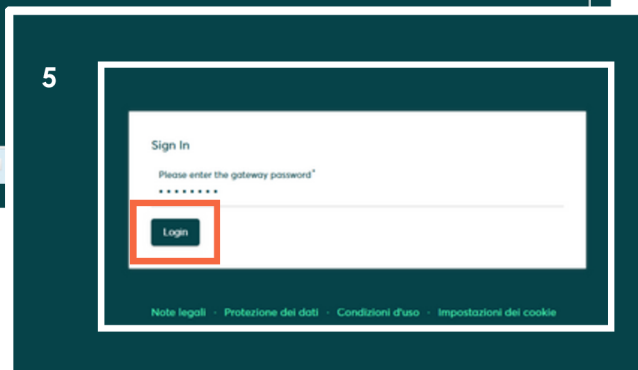 5
Sign In
Please enter the gateway password*
••••••••
Login
Note legali · Protezione dei dati · Condizioni d'uso · Impostazioni dei cookie